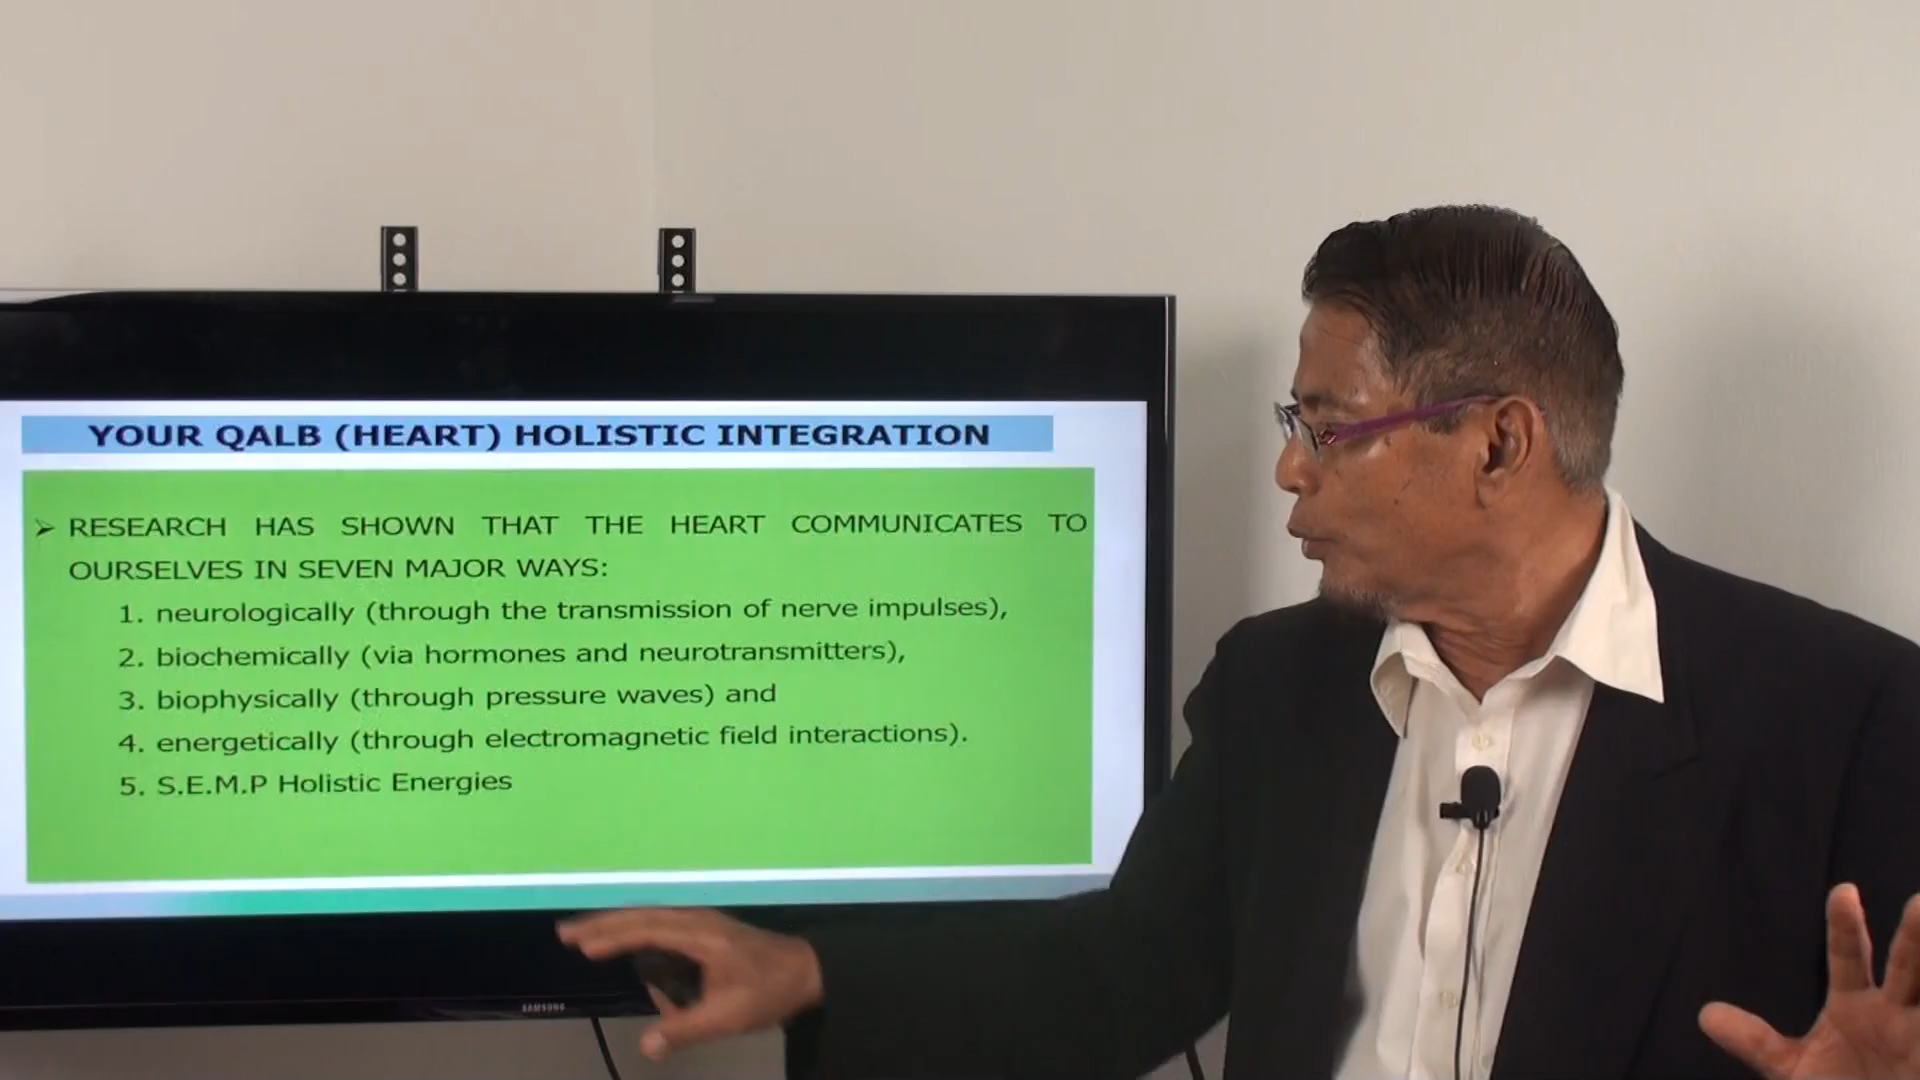 YOUR QALB (HEART) HOLISTIC INTEGRATION
➢ RESEARCH HAS SHOWN THAT THE HEART COMMUNICATES TO
OURSELVES IN SEVEN MAJOR WAYS:
1. neurologically (through the transmission of nerve impulses),
2. biochemically (via hormones and neurotransmitters),
3. biophysically (through pressure waves) and
4. energetically (through electromagnetic field interactions).
5. S.E.M.P Holistic Energies
SAMSUNG